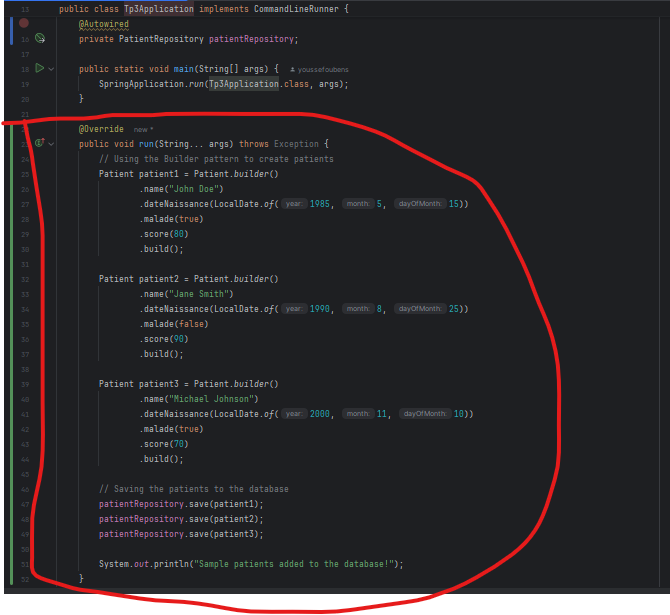 13 public class Tp3Application implements CommandLineRunner {
@Autowired
16 private PatientRepository patientRepository;
17
18 public static void main(String[] args) { youssefoubens
19 SpringApplication.run(Tp3Application.class, args);
20 }
21
@Override new *
23 public void run(String... args) throws Exception {
24 // Using the Builder pattern to create patients
25 Patient patient1 = Patient.builder()
26 .name("John Doe")
27 .dateNaissance(LocalDate.of( year: 1985, month: 5, dayOfMonth: 15))
28 .malade(true)
29 .score(80)
30 .build();
31
32 Patient patient2 = Patient.builder()
33 .name("Jane Smith")
34 .dateNaissance(LocalDate.of( year: 1990, month: 8, dayOfMonth: 25))
35 .malade(false)
36 .score(90)
37 .build();
38
39 Patient patient3 = Patient.builder()
40 .name("Michael Johnson")
41 .dateNaissance(LocalDate.of( year: 2000, month: 11, dayOfMonth: 10))
42 .malade(true)
43 .score(70)
44 .build();
45
46 // Saving the patients to the database
47 patientRepository.save(patient1);
48 patientRepository.save(patient2);
49 patientRepository.save(patient3);
50
51 System.out.println("Sample patients added to the database!");
52 }